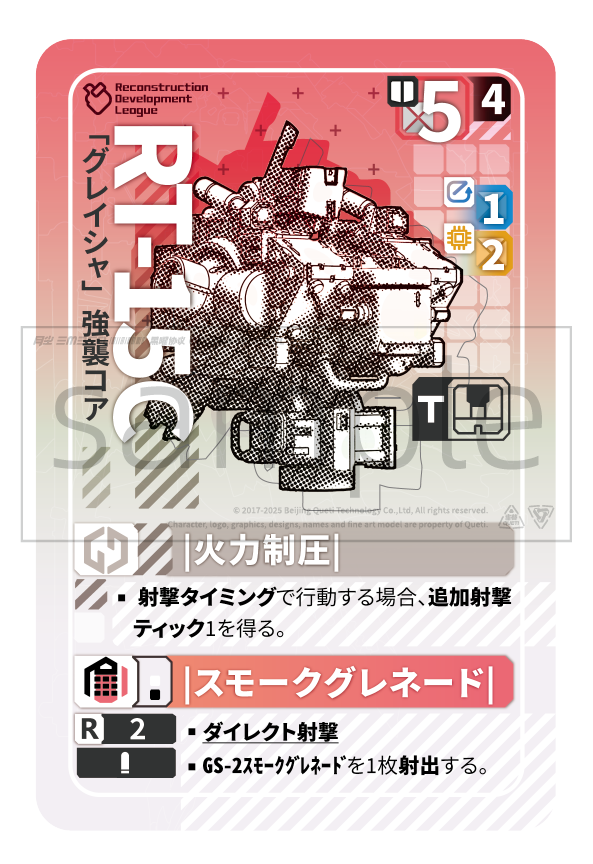 Reconstruction
Development
League
5
4
RT-15C
「グレイシャ」強襲コア
1
2
T
sample
© 2017-2025 Beijing Queti Technology Co.,Ltd, All rights reserved.
Character, logo, graphics, designs, names and fine art model are property of Queti.
|火力制圧|
▪ 射撃タイミングで行動する場合、追加射撃
ティック1を得る。
|スモークグレネード|
R 2
▪ ダイレクト射撃
▪ GS-2ｽﾓｰｸｸﾞﾚﾈｰﾄﾞを1枚射出する。